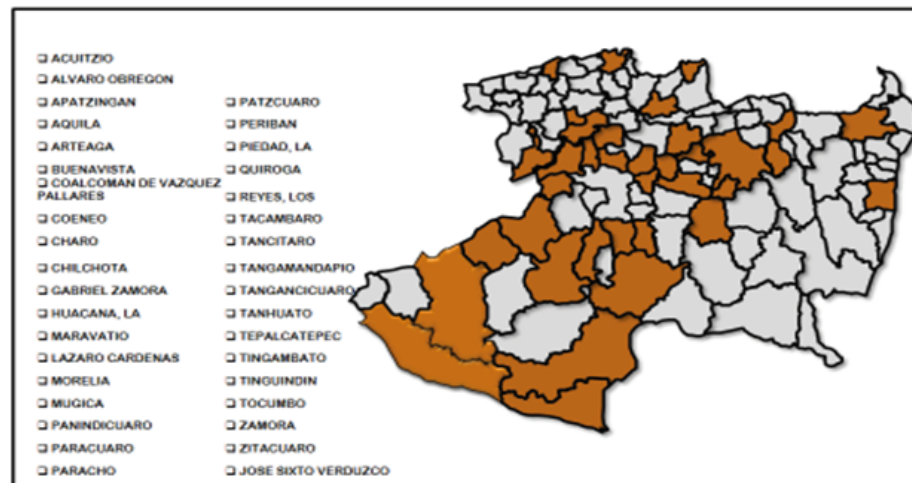 ❑ ACUITZIO
❑ ALVARO OBREGON
❑ APATZINGAN
❑ AQUILA
❑ ARTEAGA
❑ BUENAVISTA
❑ COALCOMAN DE VAZQUEZ
PALLARES
❑ COENEO
❑ CHARO
❑ CHILCHOTA
❑ GABRIEL ZAMORA
❑ HUACANA, LA
❑ MARAVATIO
❑ LAZARO CARDENAS
❑ MORELIA
❑ MUGICA
❑ PANINDICUARO
❑ PARACUARO
❑ PARACHO
❑ PATZCUARO
❑ PERIBAN
❑ PIEDAD, LA
❑ QUIROGA
❑ REYES, LOS
❑ TACAMBARO
❑ TANCITARO
❑ TANGAMANDAPIO
❑ TANGANCICUARO
❑ TANHUATO
❑ TEPALCATEPEC
❑ TINGAMBATO
❑ TINGUINDIN
❑ TOCUMBO
❑ ZAMORA
❑ ZITACUARO
❑ JOSE SIXTO VERDUZCO